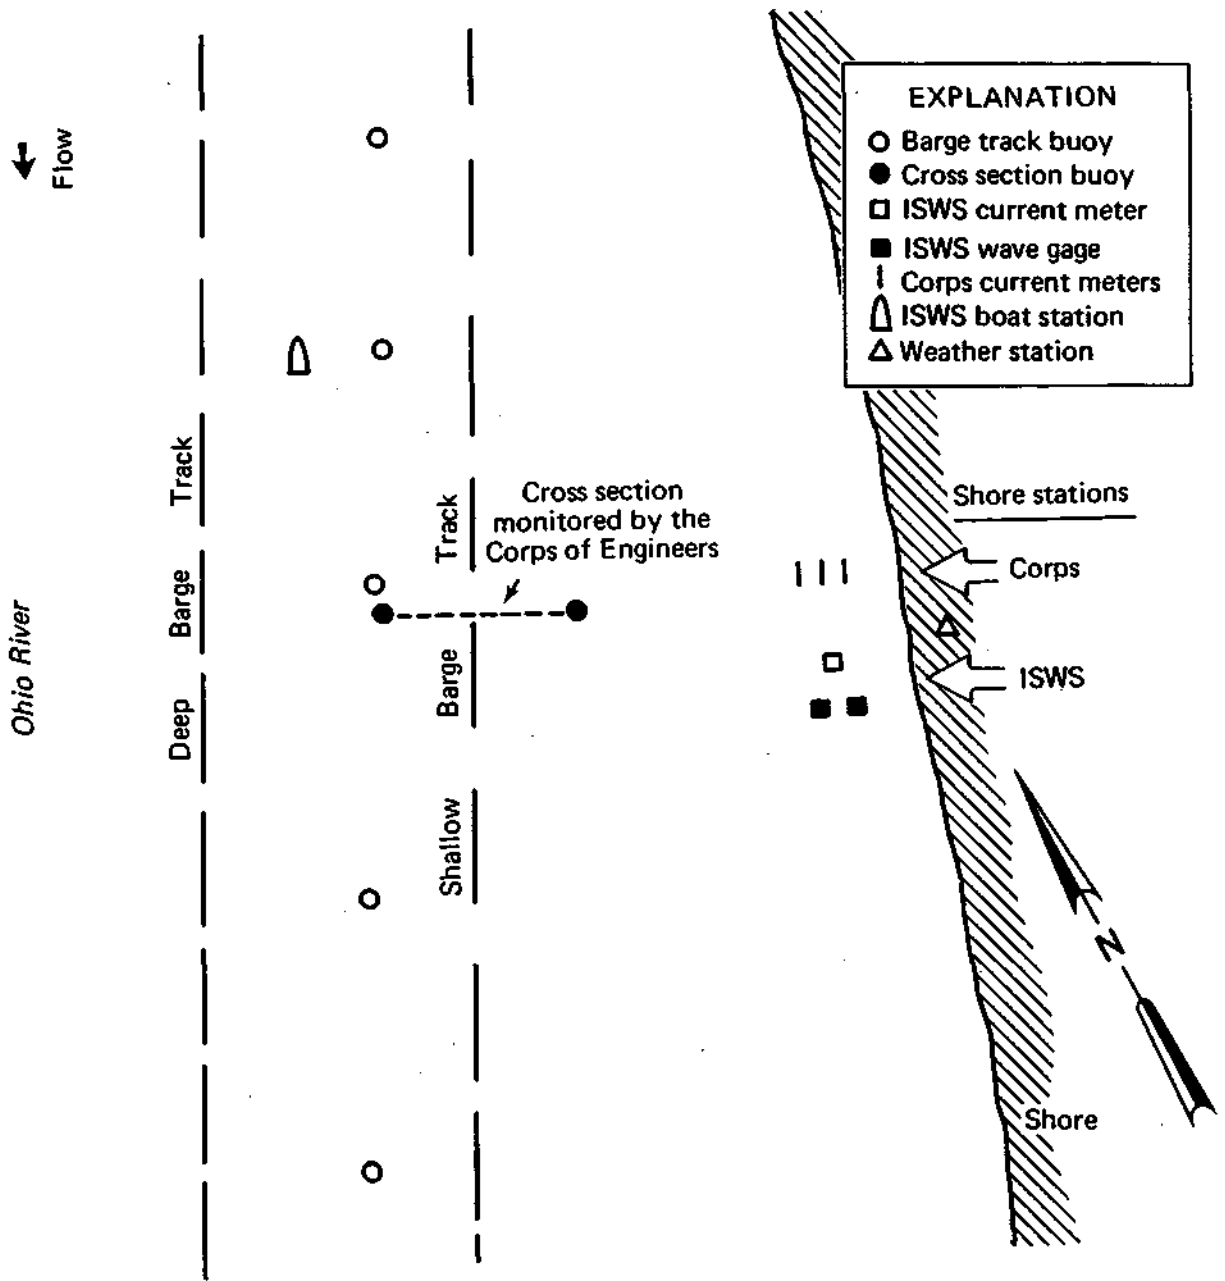 EXPLANATION
Barge track buoy
Cross section buoy
ISWS current meter
ISWS wave gage
Corps current meters
ISWS boat station
Weather station
Flow
Ohio River
Deep Barge Track
Shallow Barge Track
Cross section
monitored by the
Corps of Engineers
Shore stations
Corps
ISWS
N
Shore